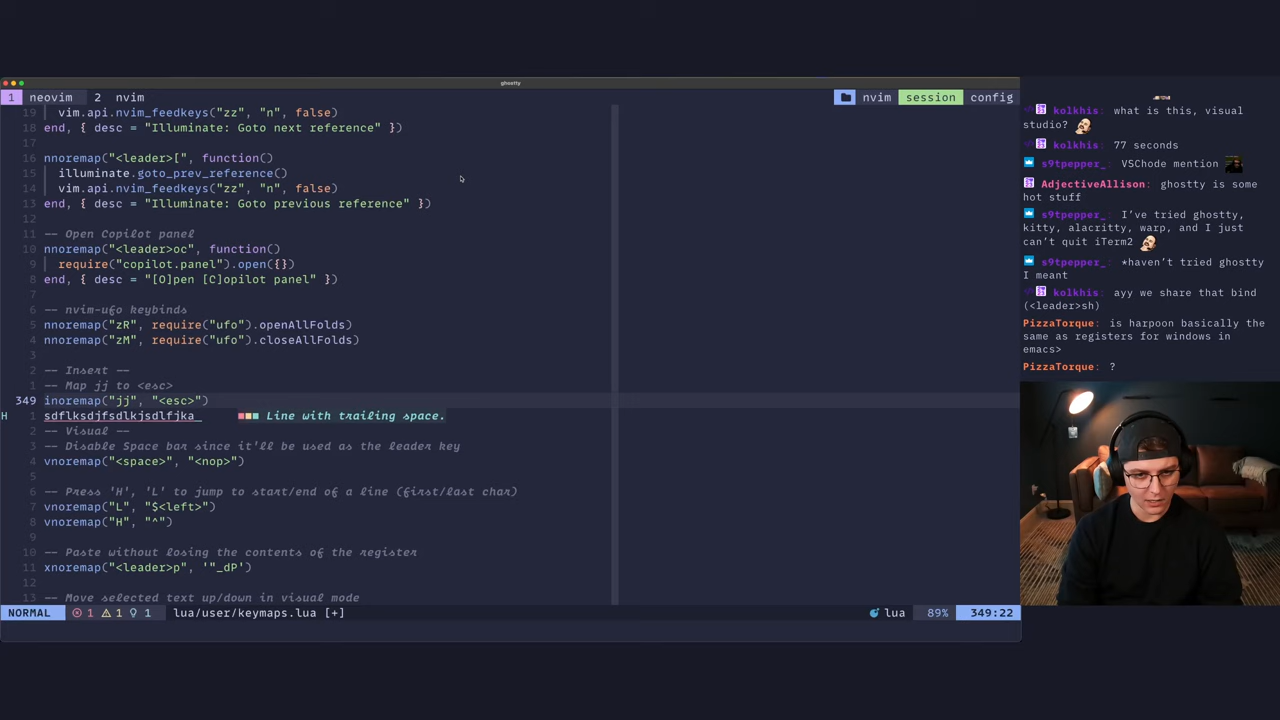 ghostty
1 neovim 2 nvim
nvim session config
19 vim.api.nvim_feedkeys("zz", "n", false)
18 end, { desc = "Illuminate: Goto next reference" })
17
16 nnoremap("<leader>[", function()
15 illuminate.goto_prev_reference()
14 vim.api.nvim_feedkeys("zz", "n", false)
13 end, { desc = "Illuminate: Goto previous reference" })
12
11 -- Open Copilot panel
10 nnoremap("<leader>oc", function()
9 require("copilot.panel").open({})
8 end, { desc = "[O]pen [C]opilot panel" })
7
6 -- nvim-ufo keybinds
5 nnoremap("zR", require("ufo").openAllFolds)
4 nnoremap("zM", require("ufo").closeAllFolds)
3
2 -- Insert --
1 -- Map jj to <esc>
349 inoremap("jj", "<esc>")
H 1 sdflksdjfsdlkjsdlfjka Line with trailing space.
2 -- Visual --
3 -- Disable Space bar since it'll be used as the leader key
4 vnoremap("<space>", "<nop>")
5
6 -- Press 'H', 'L' to jump to start/end of a line (first/last char)
7 vnoremap("L", "$<left>")
8 vnoremap("H", "^")
9
10 -- Paste without losing the contents of the register
11 xnoremap("<leader>p", '"_dP')
12
13 -- Move selected text up/down in visual mode
NORMAL 1 1 1 lua/user/keymaps.lua [+] lua 89% 349:22
kolkhis: what is this, visual
studio?
kolkhis: 77 seconds
s9tpepper_: VSChode mention
AdjectiveAllison: ghostty is some
hot stuff
s9tpepper_: I've tried ghostty,
kitty, alacritty, warp, and I just
can't quit iTerm2
s9tpepper_: *haven't tried ghostty
I meant
kolkhis: ayy we share that bind
(<leader>sh)
PizzaTorque: is harpoon basically the
same as registers for windows in
emacs>
PizzaTorque: ?